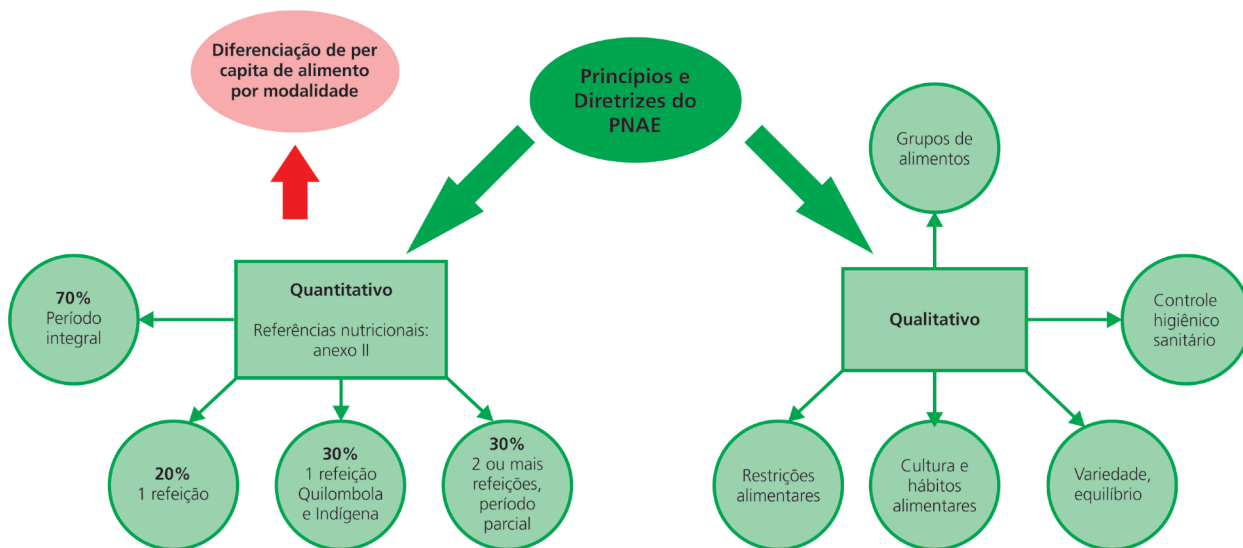 Diferenciação de per
capita de alimento
por modalidade
Princípios e
Diretrizes do
PNAE
Grupos de
alimentos
70%
Período
integral
Quantitativo
Referências nutricionais:
anexo II
Qualitativo
Controle
higiênico
sanitário
20%
1 refeição
30%
1 refeição
Quilombola
e Indígena
30%
2 ou mais
refeições,
período
parcial
Restrições
alimentares
Cultura e
hábitos
alimentares
Variedade,
equilíbrio